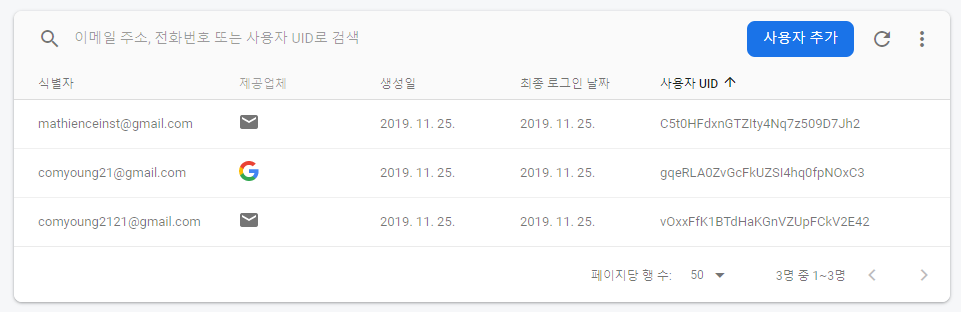 이메일 주소, 전화번호 또는 사용자 UID로 검색 사용자 추가
식별자 제공업체 생성일 최종 로그인 날짜 사용자 UID
mathienceinst@gmail.com 2019. 11. 25. 2019. 11. 25. C5t0HFdxnGTZIty4Nq7z509D7Jh2
comyoung21@gmail.com 2019. 11. 25. 2019. 11. 25. gqeRLA0ZvGcFkUZSI4hq0fpNOxC3
comyoung2121@gmail.com 2019. 11. 25. 2019. 11. 25. vOxxFfK1BTdHaKGnVZUpFCkV2E42
페이지당 행 수: 50 3명 중 1~3명